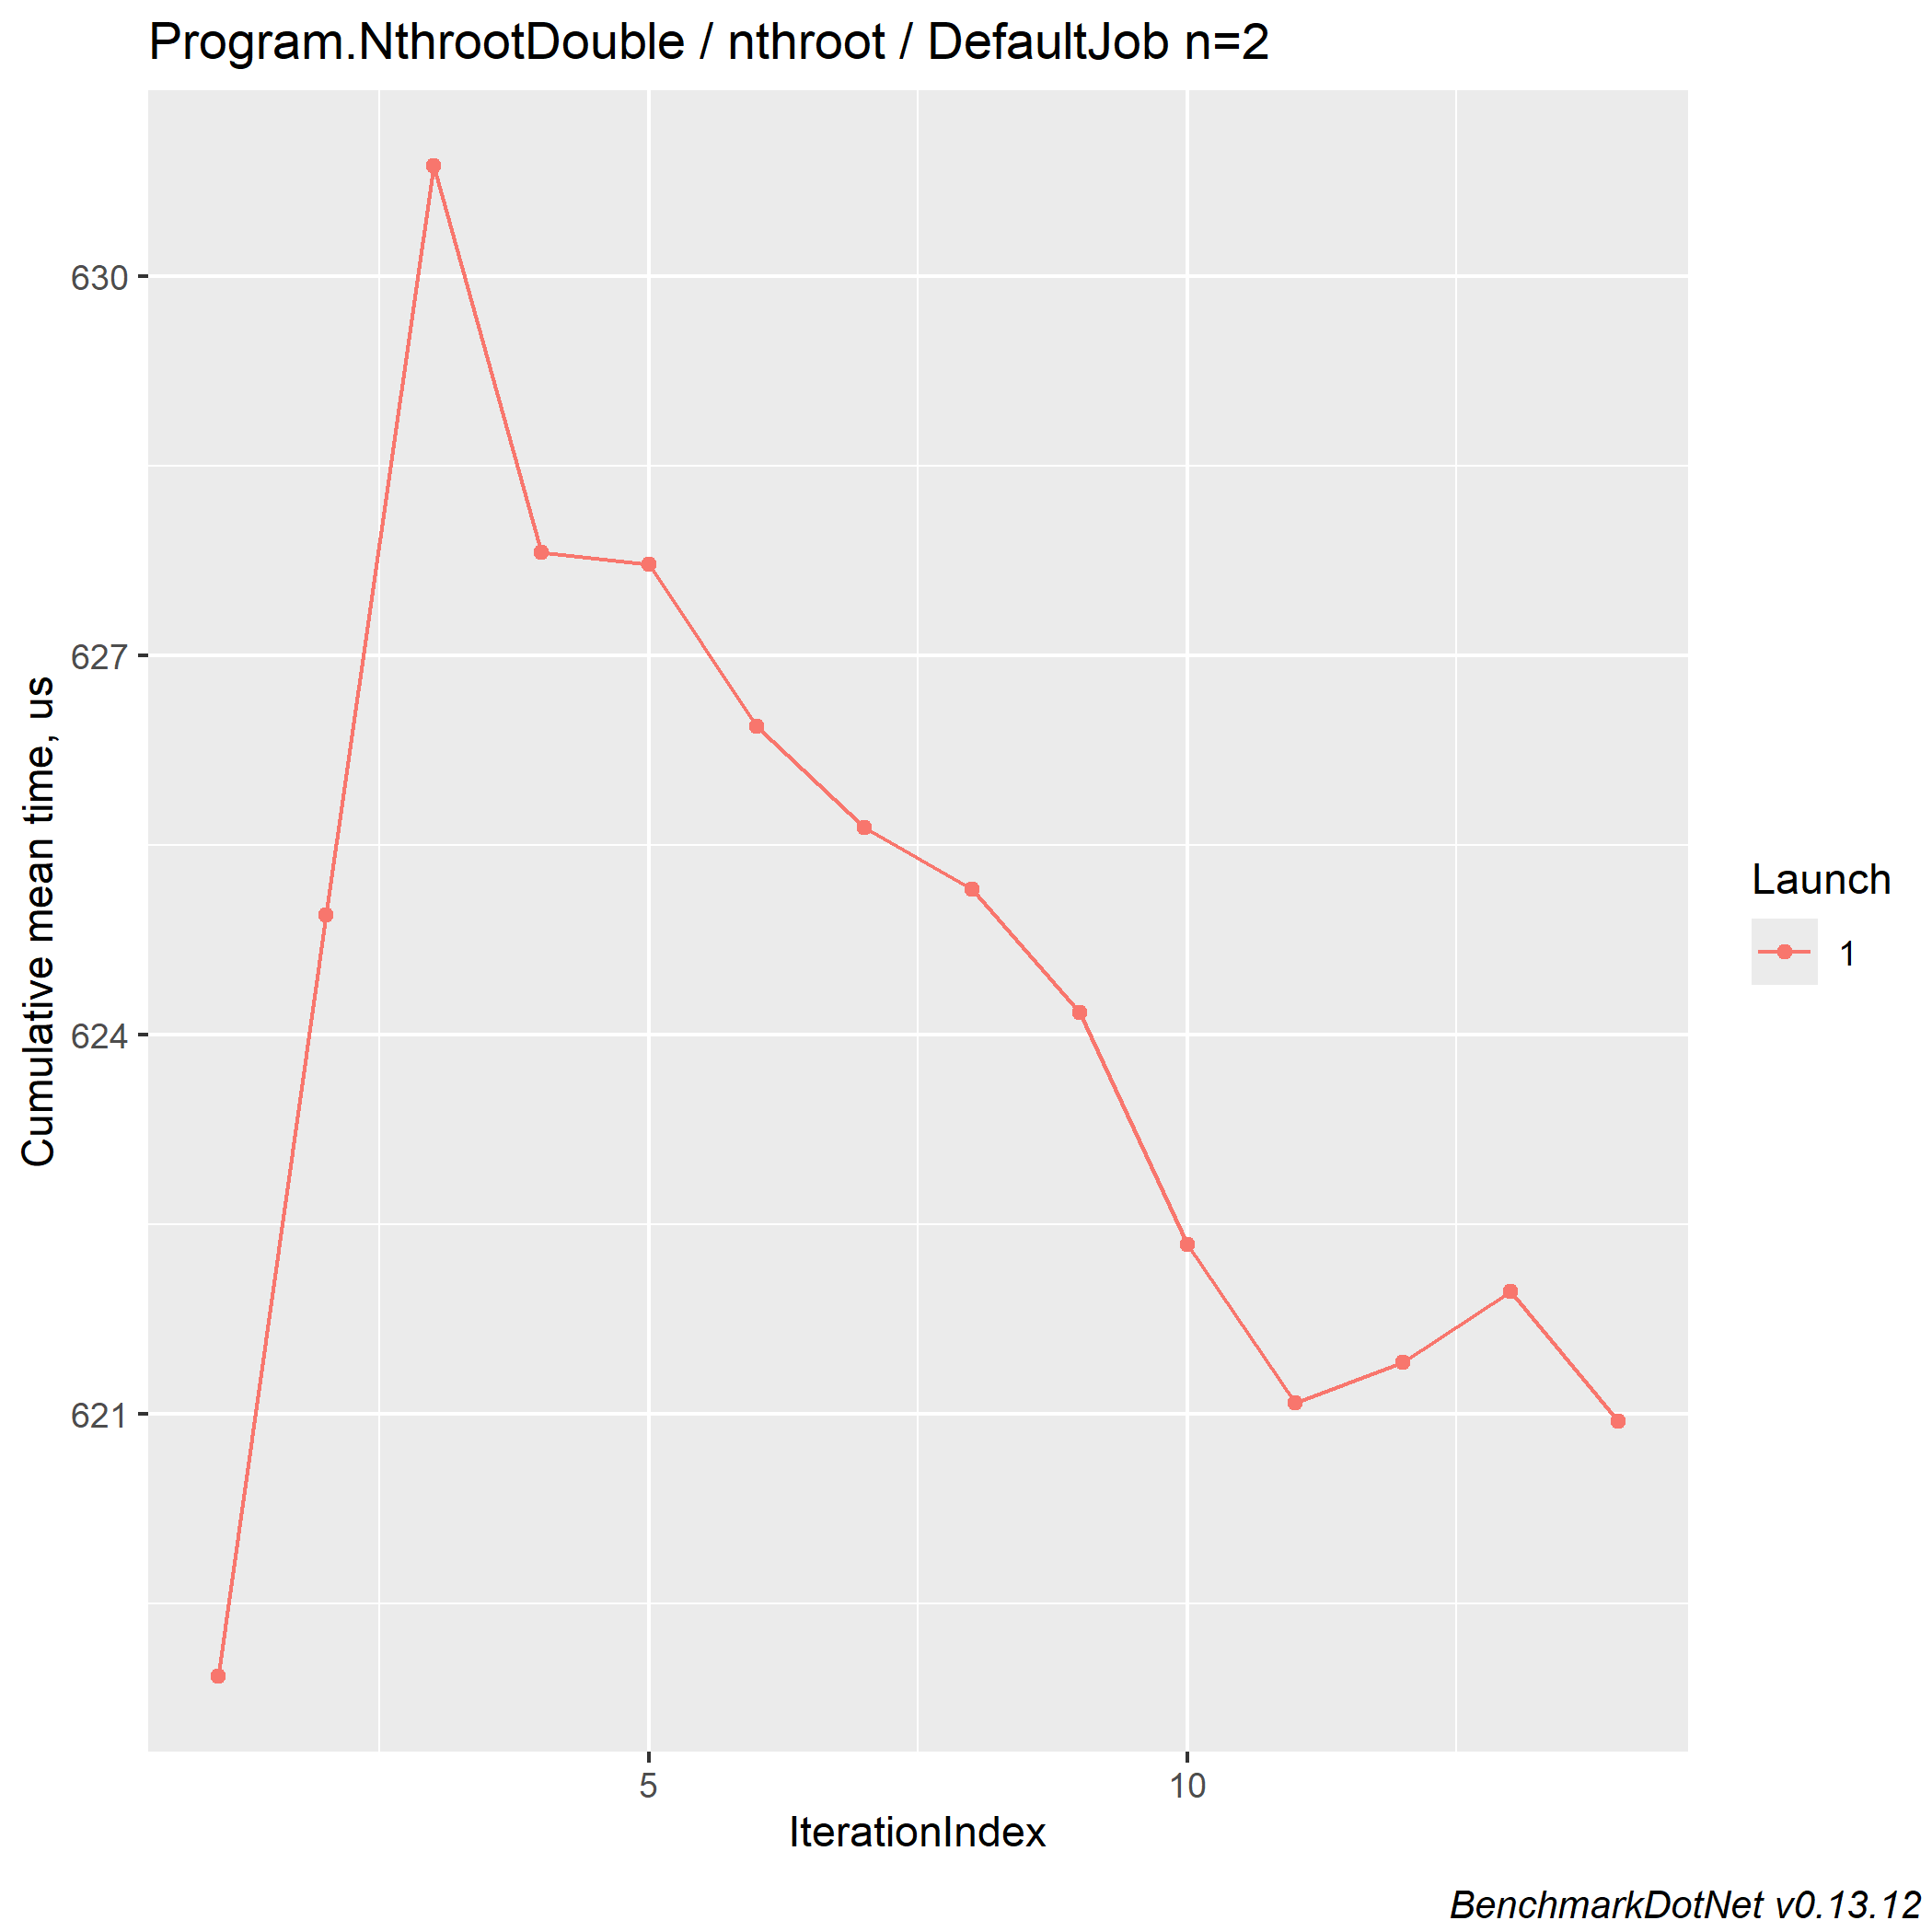 Program.NthrootDouble / nthroot / DefaultJob n=2
Cumulative mean time, us
630
627
624
621
5
10
IterationIndex
Launch
1
BenchmarkDotNet v0.13.12